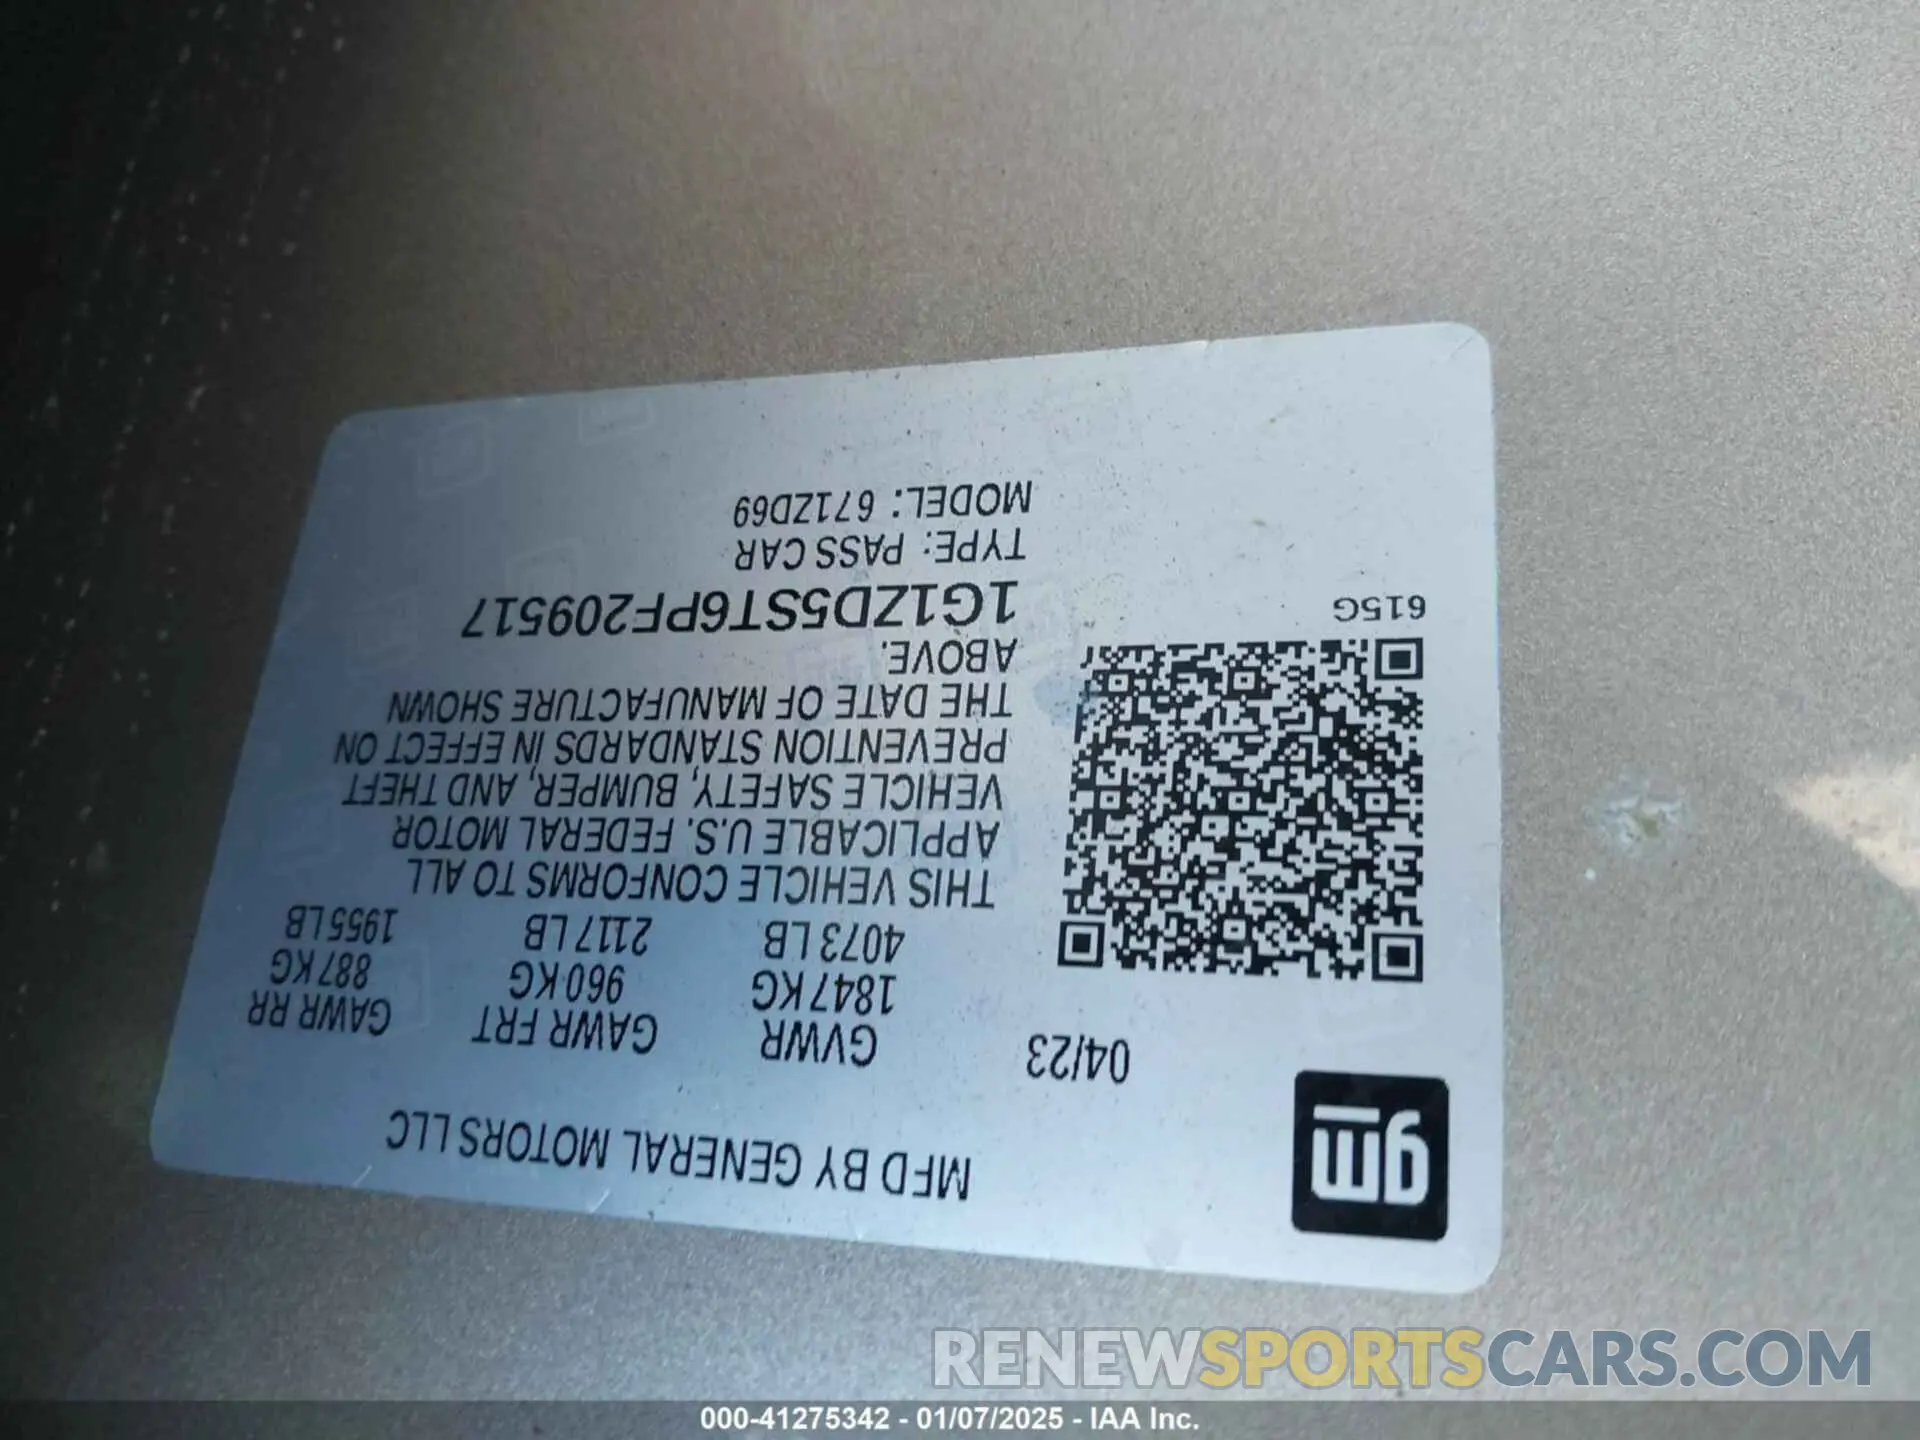 MFD BY GENERAL MOTORS LLC
gm
04/23
GVWR GAWR FRT GAWR RR
1847 KG 960 KG 887 KG
4073 LB 2117 LB 1955 LB
THIS VEHICLE CONFORMS TO ALL
APPLICABLE U.S. FEDERAL MOTOR
VEHICLE SAFETY, BUMPER, AND THEFT
PREVENTION STANDARDS IN EFFECT ON
THE DATE OF MANUFACTURE SHOWN
ABOVE.
1G1ZD5ST6PF209517
TYPE: PASS CAR
MODEL: 671ZD69
615G
RENEWSPORTSCARS.COM
000-41275342 - 01/07/2025 - IAA Inc.